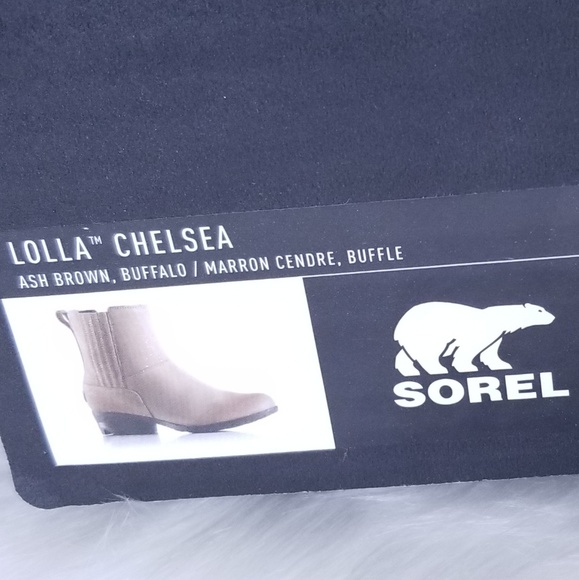 LOLLA™ CHELSEA
ASH BROWN, BUFFALO / MARRON CENDRE, BUFFLE
SOREL